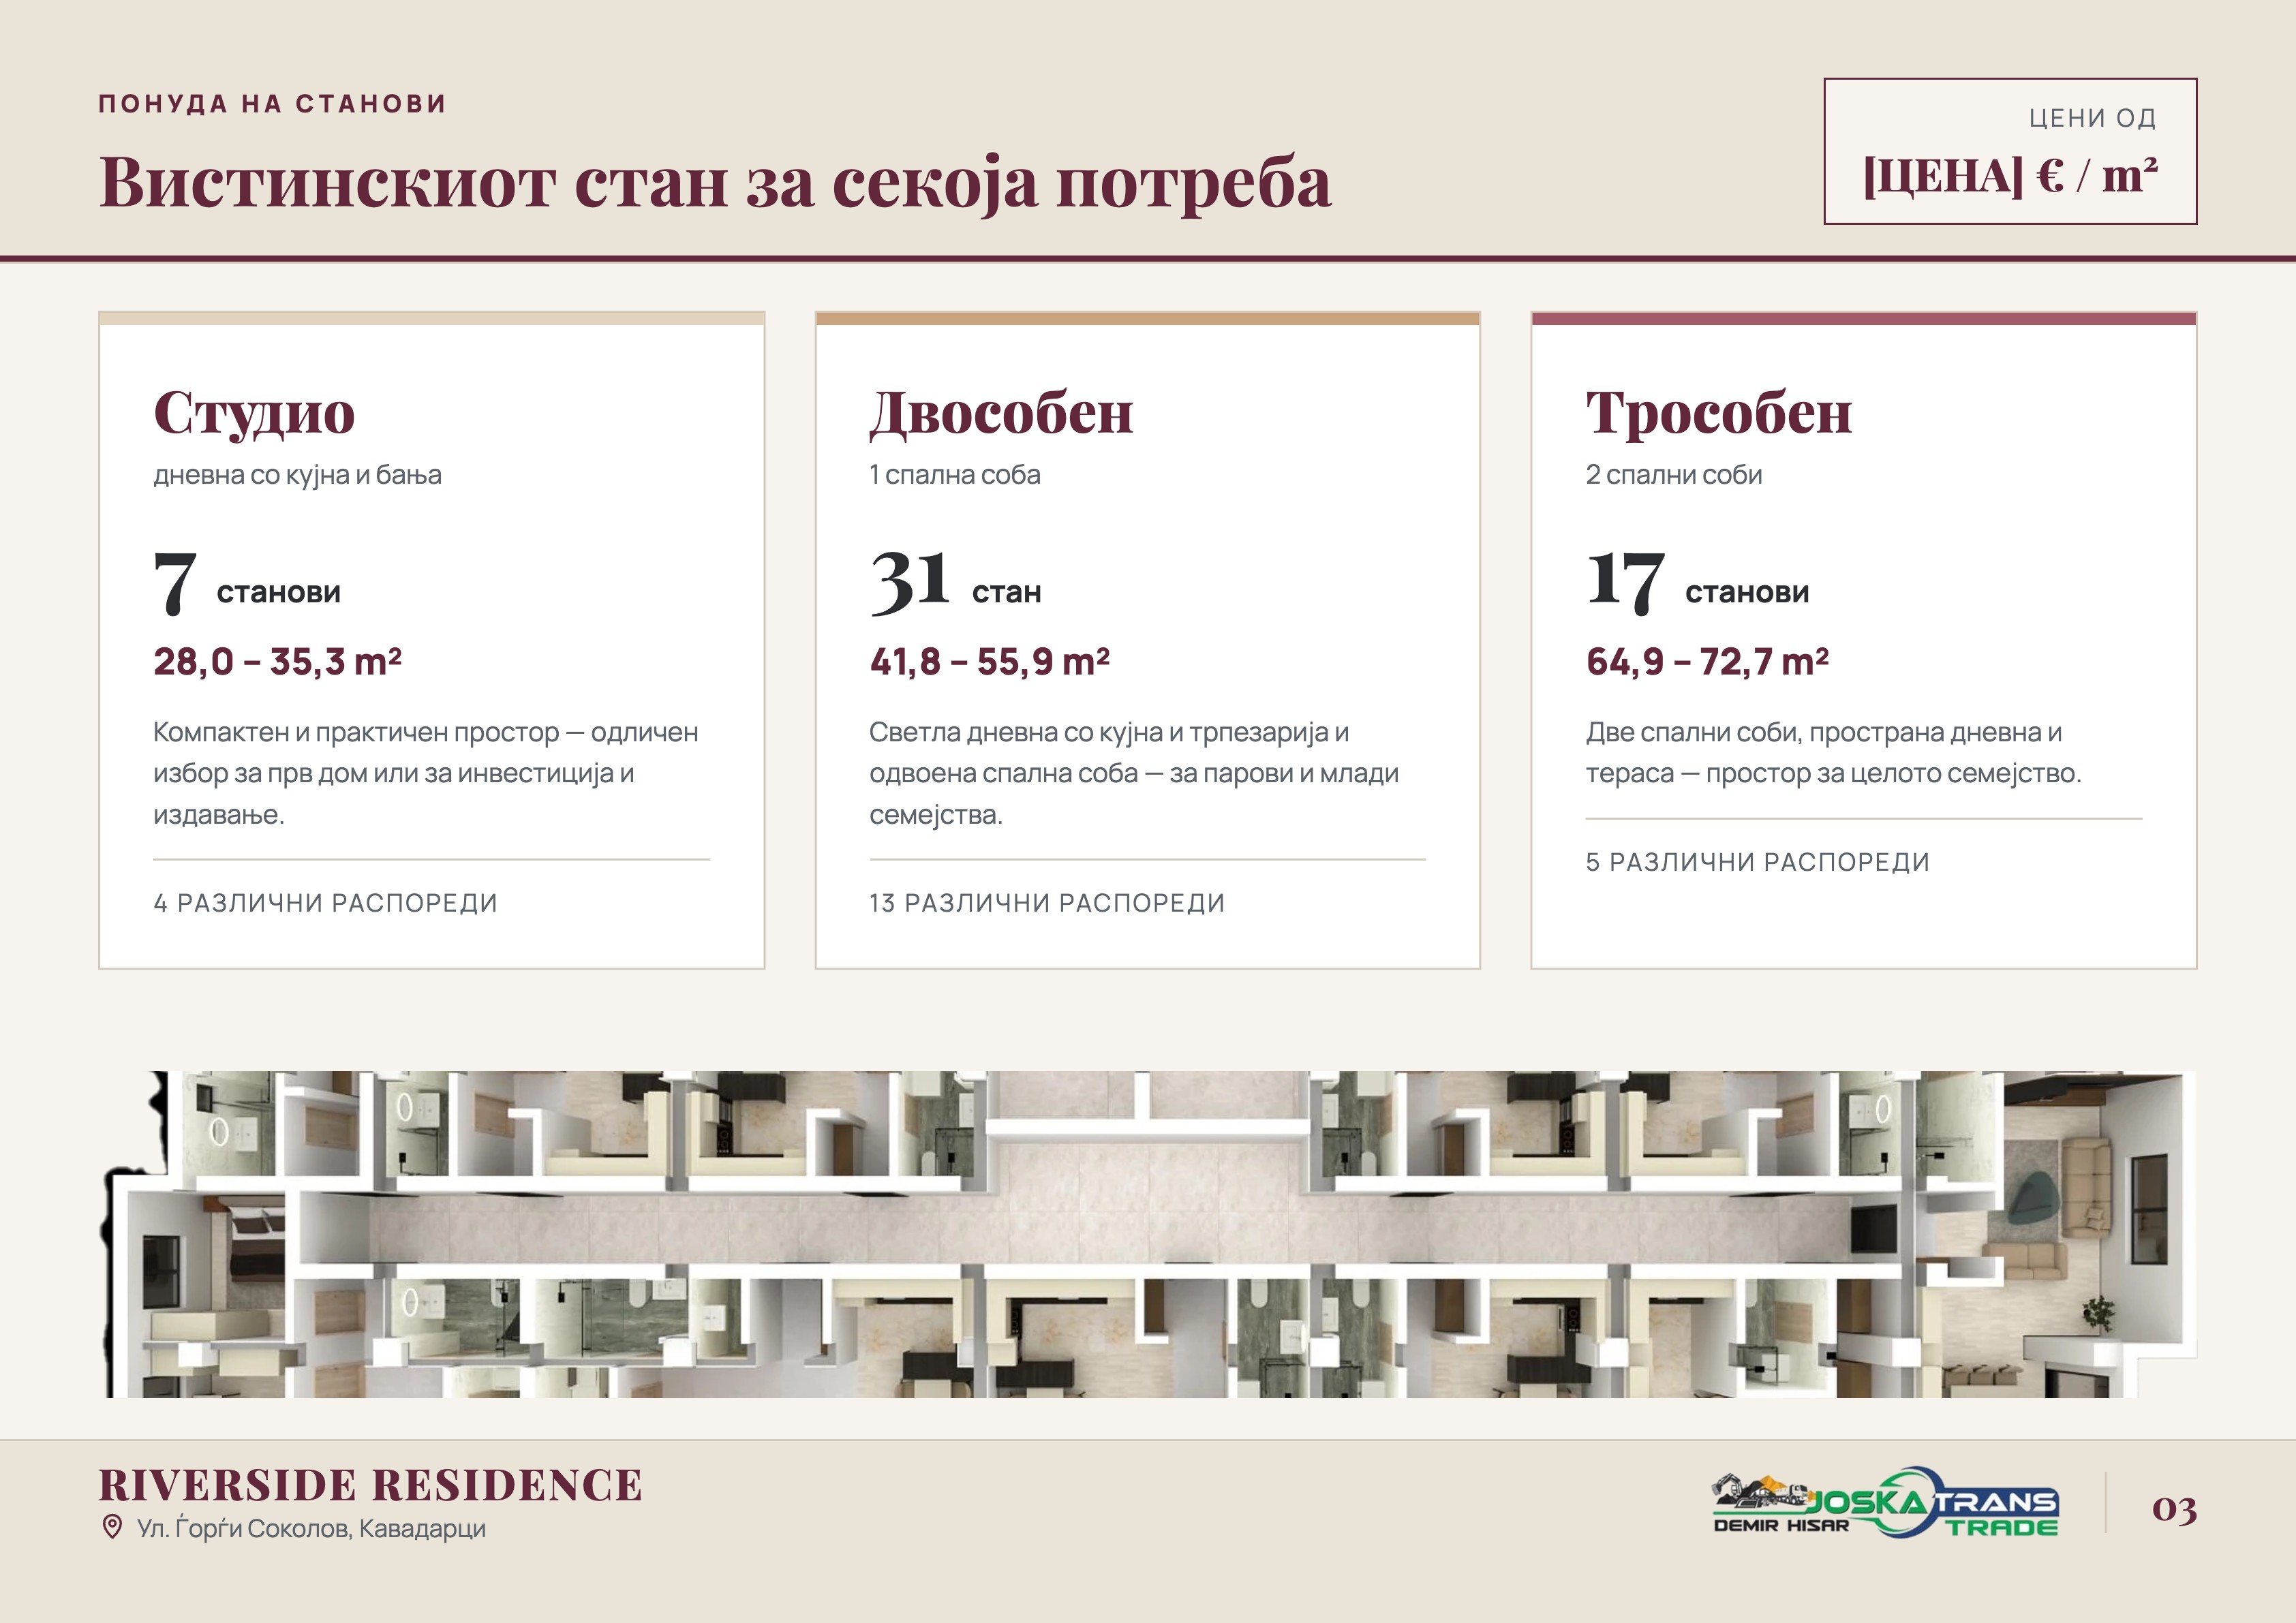 ПОНУДА НА СТАНОВИ
Вистинскиот стан за секоја потреба
ЦЕНИ ОД
[ЦЕНА] € / m²
Студио
дневна со кујна и бања
7 станови
28,0 – 35,3 m²
Компактен и практичен простор — одличен
избор за прв дом или за инвестиција и
издавање.
4 РАЗЛИЧНИ РАСПОРЕДИ
Двособен
1 спална соба
31 стан
41,8 – 55,9 m²
Светла дневна со кујна и трпезарија и
одвоена спална соба — за парови и млади
семејства.
13 РАЗЛИЧНИ РАСПОРЕДИ
Трособен
2 спални соби
17 станови
64,9 – 72,7 m²
Две спални соби, пространа дневна и
тераса — простор за целото семејство.
5 РАЗЛИЧНИ РАСПОРЕДИ
RIVERSIDE RESIDENCE
Ул. Ѓорѓи Соколов, Кавадарци
JOSKA TRANS
DEMIR HISAR TRADE
03